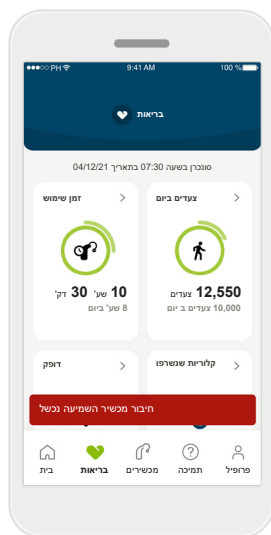 ●●●○○ PH 9:41 AM 100 %
בריאות
סונכרן בשעה 07:30 בתאריך 04/12/21
צעדים ביום
זמן שימוש
12,550 צעדים
10 שע' 30 דק'
10,000 צעדים ב יום
8 שע' ביום
קלוריות שנשרפו
דופק
חיבור מכשיר השמיעה נכשל
פרופיל תמיכה מכשירים בריאות בית